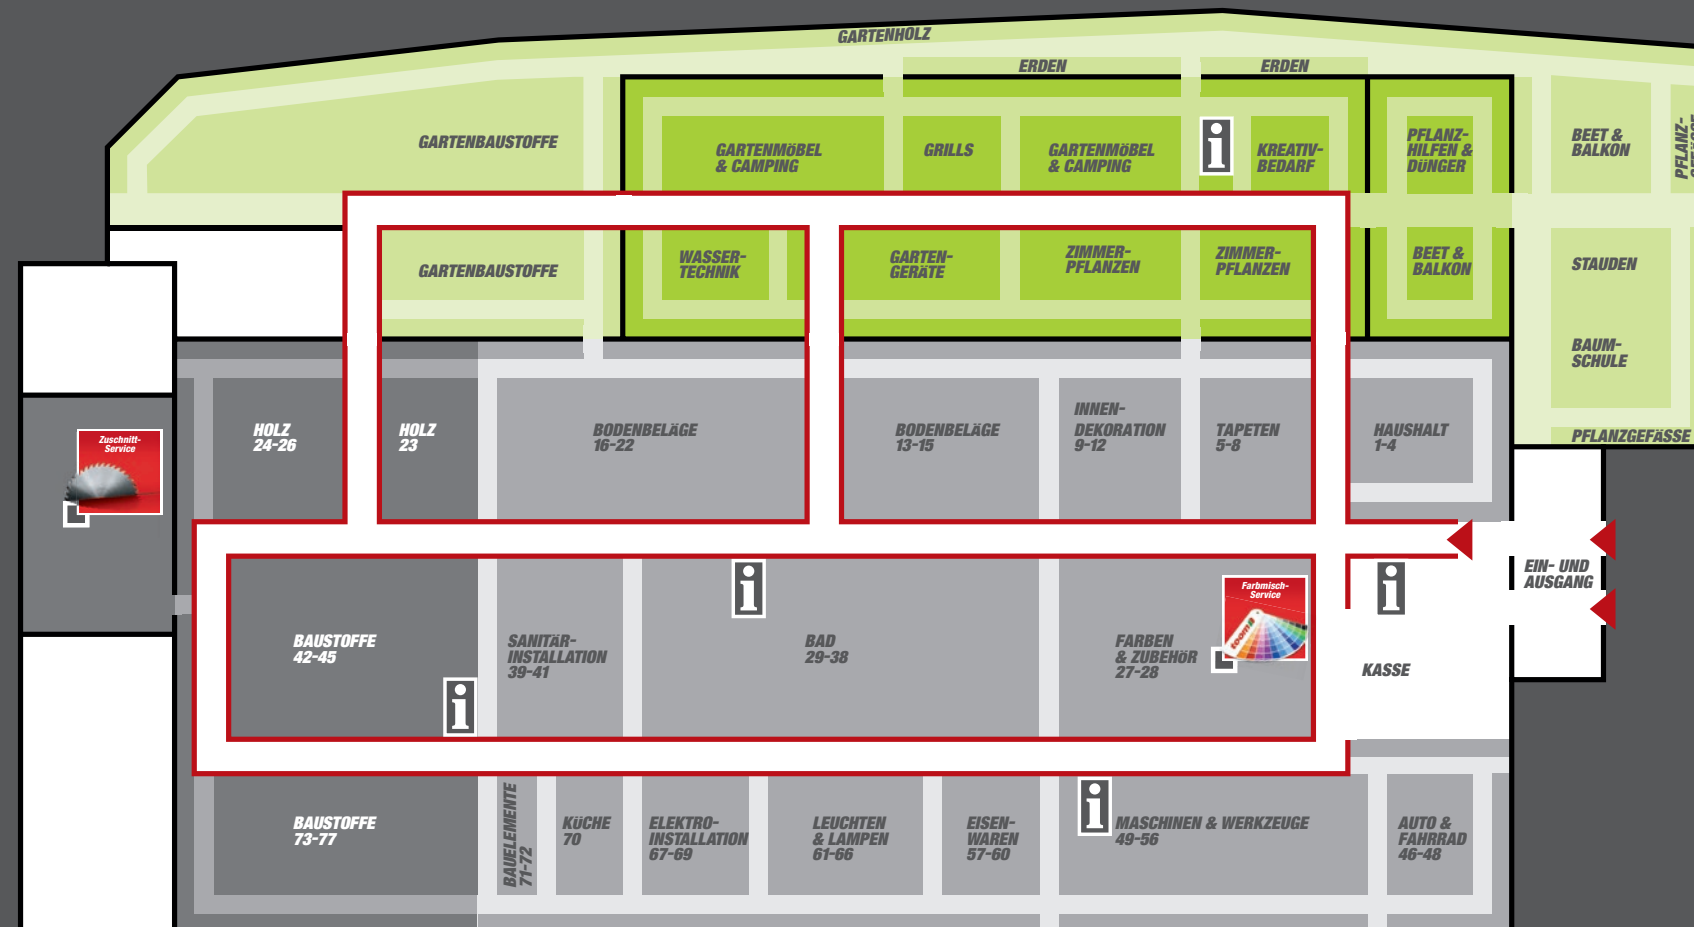 GARTENHOLZ
ERDEN
ERDEN
GARTENBAUSTOFFE
GARTENMöBEL
& CAMPING
GRILLS
GARTENMöBEL
& CAMPING
i
KREATIV-
BEDARF
PFLANZ-
HILFEN &
DüNGER
BEET &
BALKON
PFLANZ-
GARTENBAUSTOFFE
WASSER-
TECHNIK
GARTEN-
GERÄTE
ZIMMER-
PFLANZEN
ZIMMER-
PFLANZEN
BEET &
BALKON
STAUDEN
BAUM-
SCHULE
PFLANZGEFÄSSE
Zuschnitt-
Service
HOLZ
24-26
HOLZ
23
BODENBELÄGE
16-22
BODENBELÄGE
13-15
INNEN-
DEKORATION
9-12
TAPETEN
5-8
HAUSHALT
1-4
EIN- UND
AUSGANG
i
i
Farbmisch-
Service
toom
BAUSTOFFE
42-45
SANITÄR-
INSTALLATION
39-41
BAD
29-38
FARBEN
& ZUBEHöR
27-28
KASSE
i
i
BAUSTOFFE
73-77
BAUELEMENTE
71-72
KüCHE
70
ELEKTRO-
INSTALLATION
67-69
LEUCHTEN
& LAMPEN
61-66
EISEN-
WAREN
57-60
MASCHINEN & WERKZEUGE
49-56
AUTO &
FAHRRAD
46-48